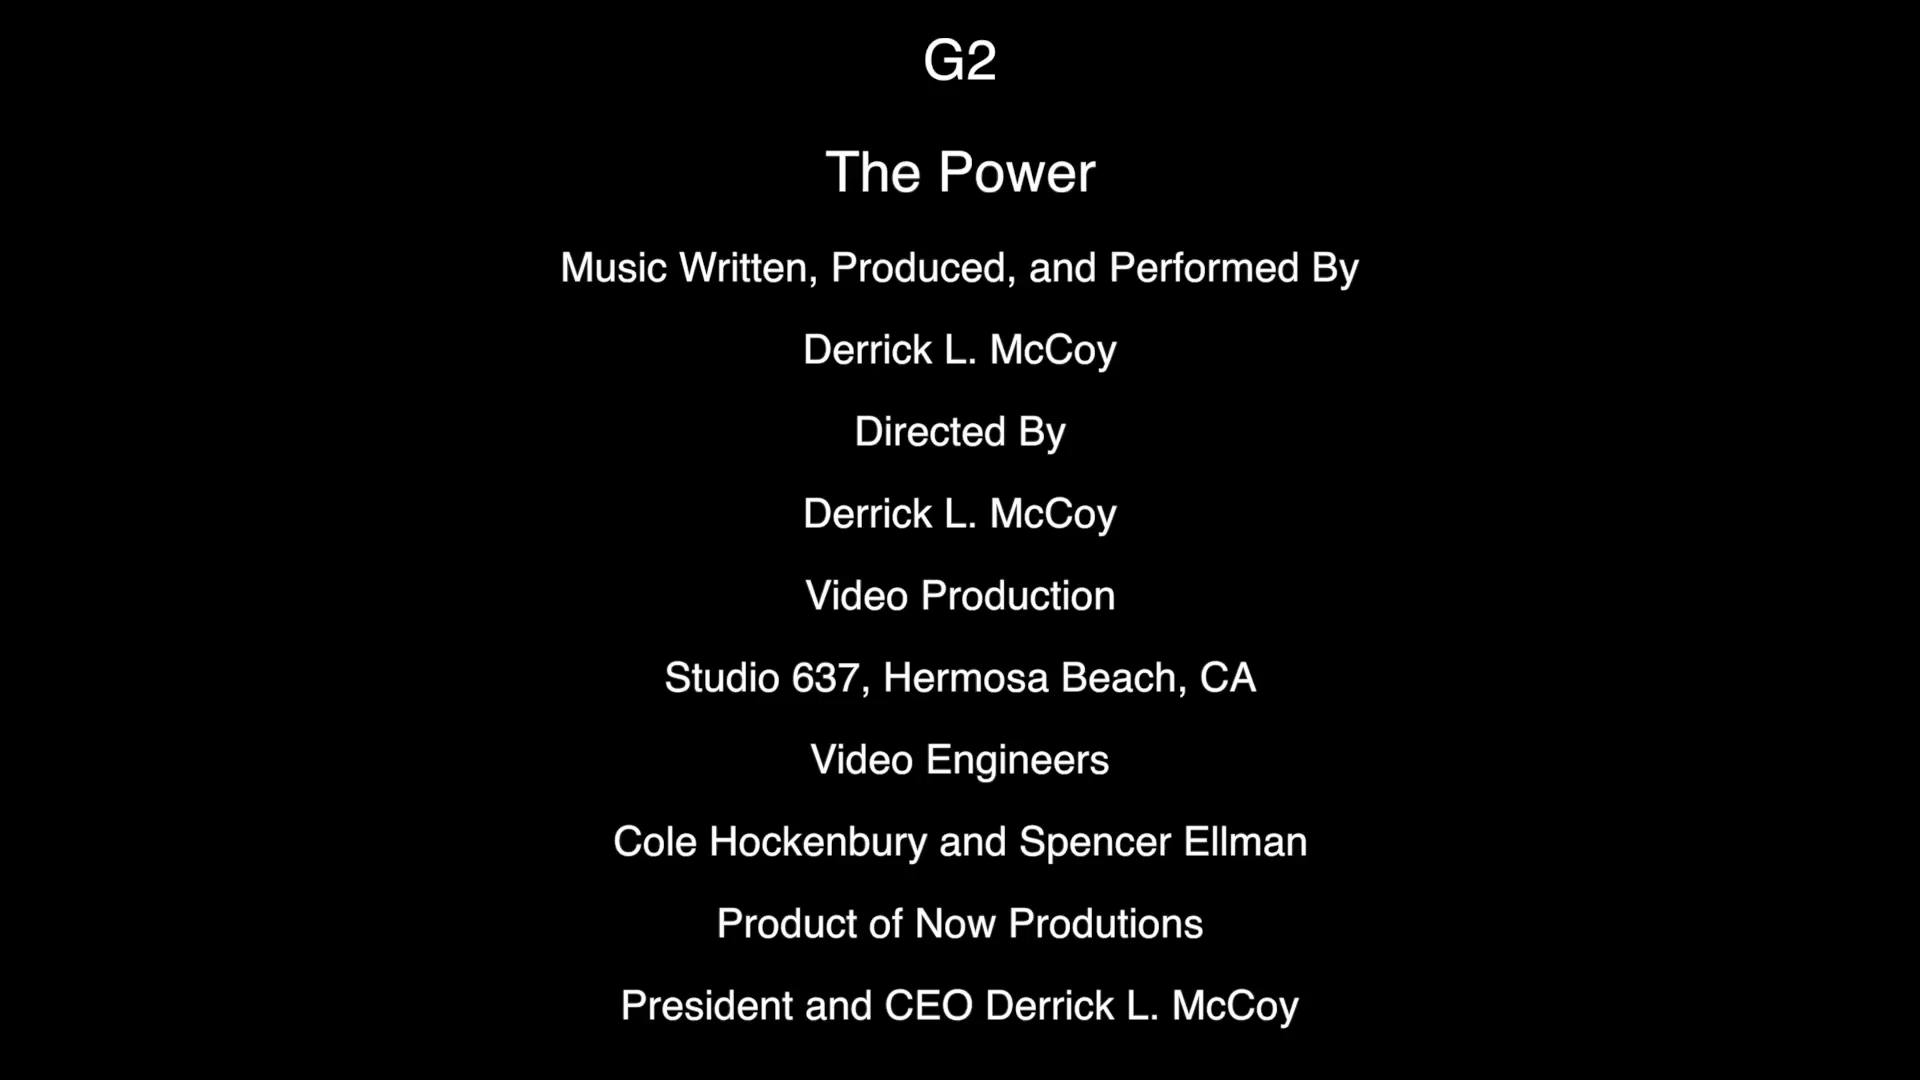 G2
The Power
Music Written, Produced, and Performed By
Derrick L. McCoy
Directed By
Derrick L. McCoy
Video Production
Studio 637, Hermosa Beach, CA
Video Engineers
Cole Hockenbury and Spencer Ellman
Product of Now Produtions
President and CEO Derrick L. McCoy